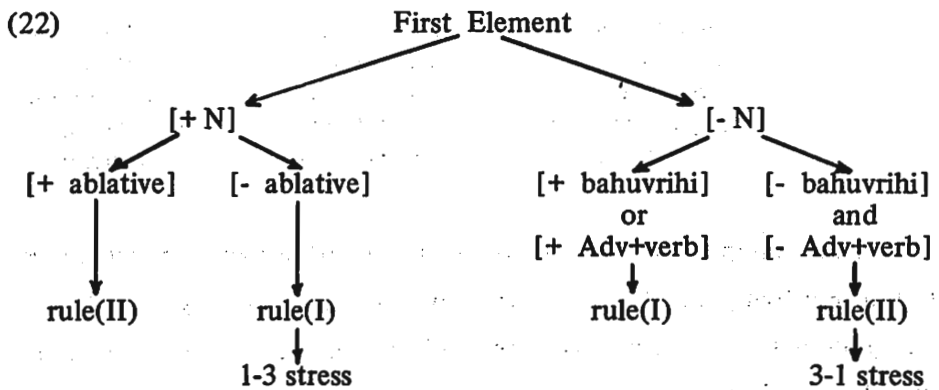 (22) First Element
[+ N] [- N]
[+ ablative] [- ablative] [+ bahuvrihi] [- bahuvrihi]
or and
[+ Adv+verb] [- Adv+verb]
rule(II) rule(I) rule(I) rule(II)
1-3 stress 3-1 stress